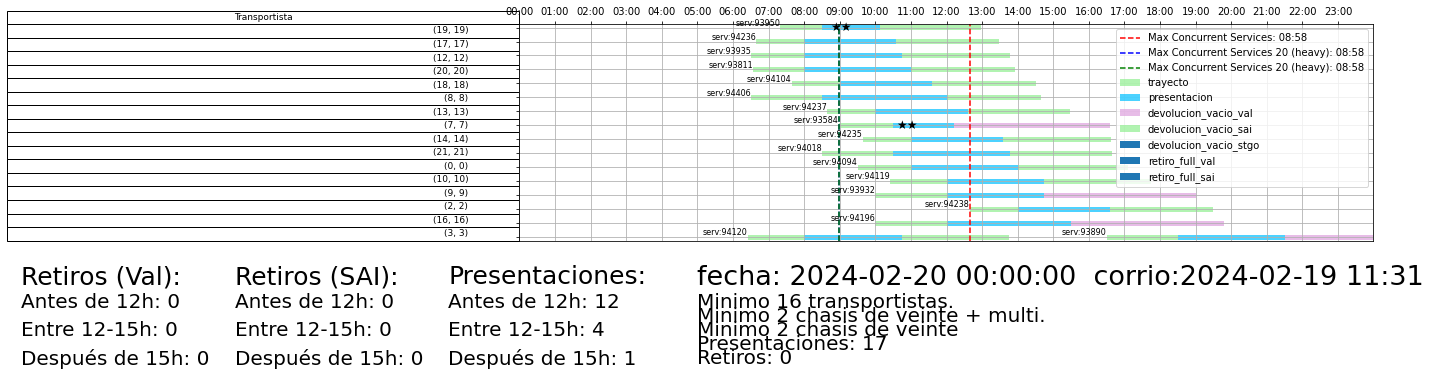 Transportista
00:00 01:00 02:00 03:00 04:00 05:00 06:00 07:00 08:00 09:00 10:00 11:00 12:00 13:00 14:00 15:00 16:00 17:00 18:00 19:00 20:00 21:00 22:00 23:00
(19, 19) serv:93950
(17, 17) serv:94236
(12, 12) serv:93935
(20, 20) serv:93811
(18, 18) serv:94104
(8, 8) serv:94406
(13, 13) serv:94237
(7, 7) serv:93584
(14, 14) serv:94235
(21, 21) serv:94018
(0, 0) serv:94094
(10, 10) serv:94119
(9, 9) serv:93932
(2, 2) serv:94238
(16, 16) serv:94196
(3, 3) serv:94120 serv:93890
Max Concurrent Services: 08:58
Max Concurrent Services 20 (heavy): 08:58
Max Concurrent Services 20 (heavy): 08:58
trayecto
presentacion
devolucion_vacio_val
devolucion_vacio_sai
devolucion_vacio_stgo
retiro_full_val
retiro_full_sai
Retiros (Val):
Antes de 12h: 0
Entre 12-15h: 0
Después de 15h: 0
Retiros (SAI):
Antes de 12h: 0
Entre 12-15h: 0
Después de 15h: 0
Presentaciones:
Antes de 12h: 12
Entre 12-15h: 4
Después de 15h: 1
fecha: 2024-02-20 00:00:00 corrio:2024-02-19 11:31
Minimo 16 transportistas.
Minimo 2 chasis de veinte + multi.
Minimo 2 chasis de veinte
Presentaciones: 17
Retiros: 0